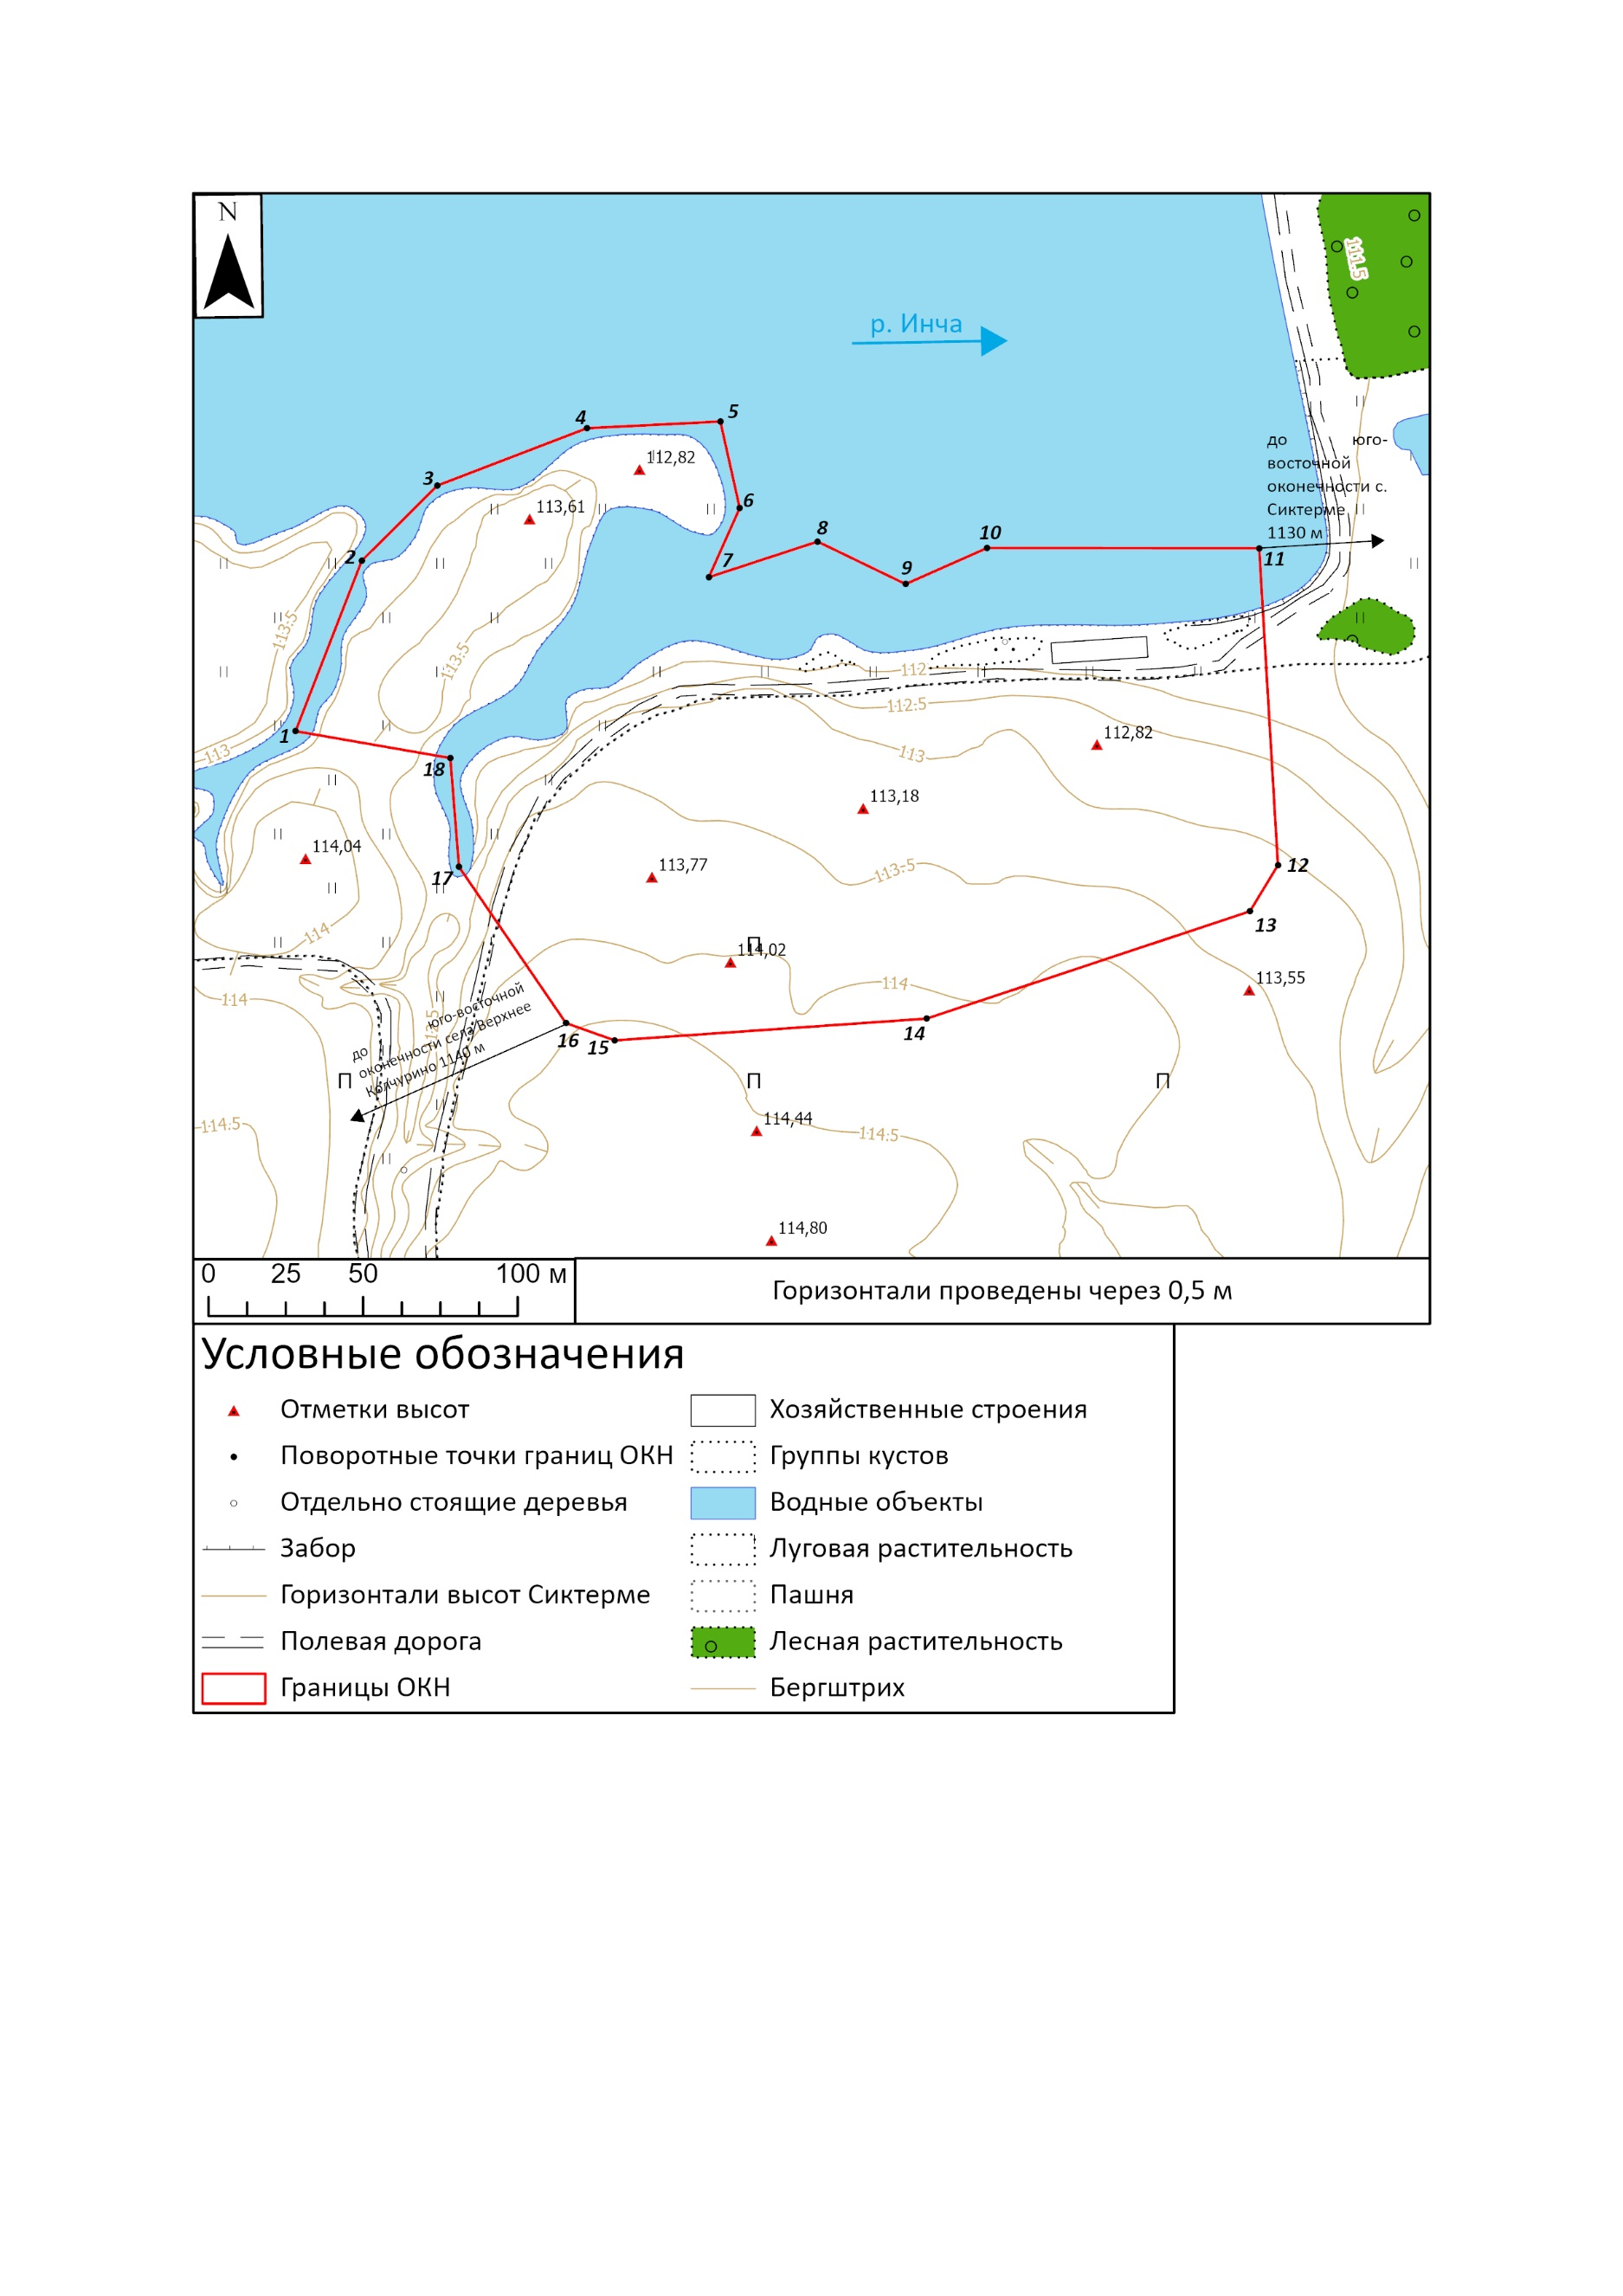 N
111.5
р. Инча
5
4
112,82
до юго-
восточной
оконечности с.
Сиктерме
1130 м
3
113,61
6
8
10
2
7
9
11
113.5
113.5
112
112.5
1
113
113
112,82
18
113,18
114,04
113,77
113.5
12
17
114
П
114,02
13
114
114
113,55
до юго-восточной
оконечности села Верхнее
Колчурино 1140 м
16
15
14
П
П
П
114.5
114,44
114.5
114,80
0 25 50 100 м
Горизонтали проведены через 0,5 м
Условные обозначения
Отметки высот
Хозяйственные строения
Поворотные точки границ ОКН
Группы кустов
Отдельно стоящие деревья
Водные объекты
Забор
Луговая растительность
Горизонтали высот Сиктерме
Пашня
Полевая дорога
Лесная растительность
Границы ОКН
Бергштрих